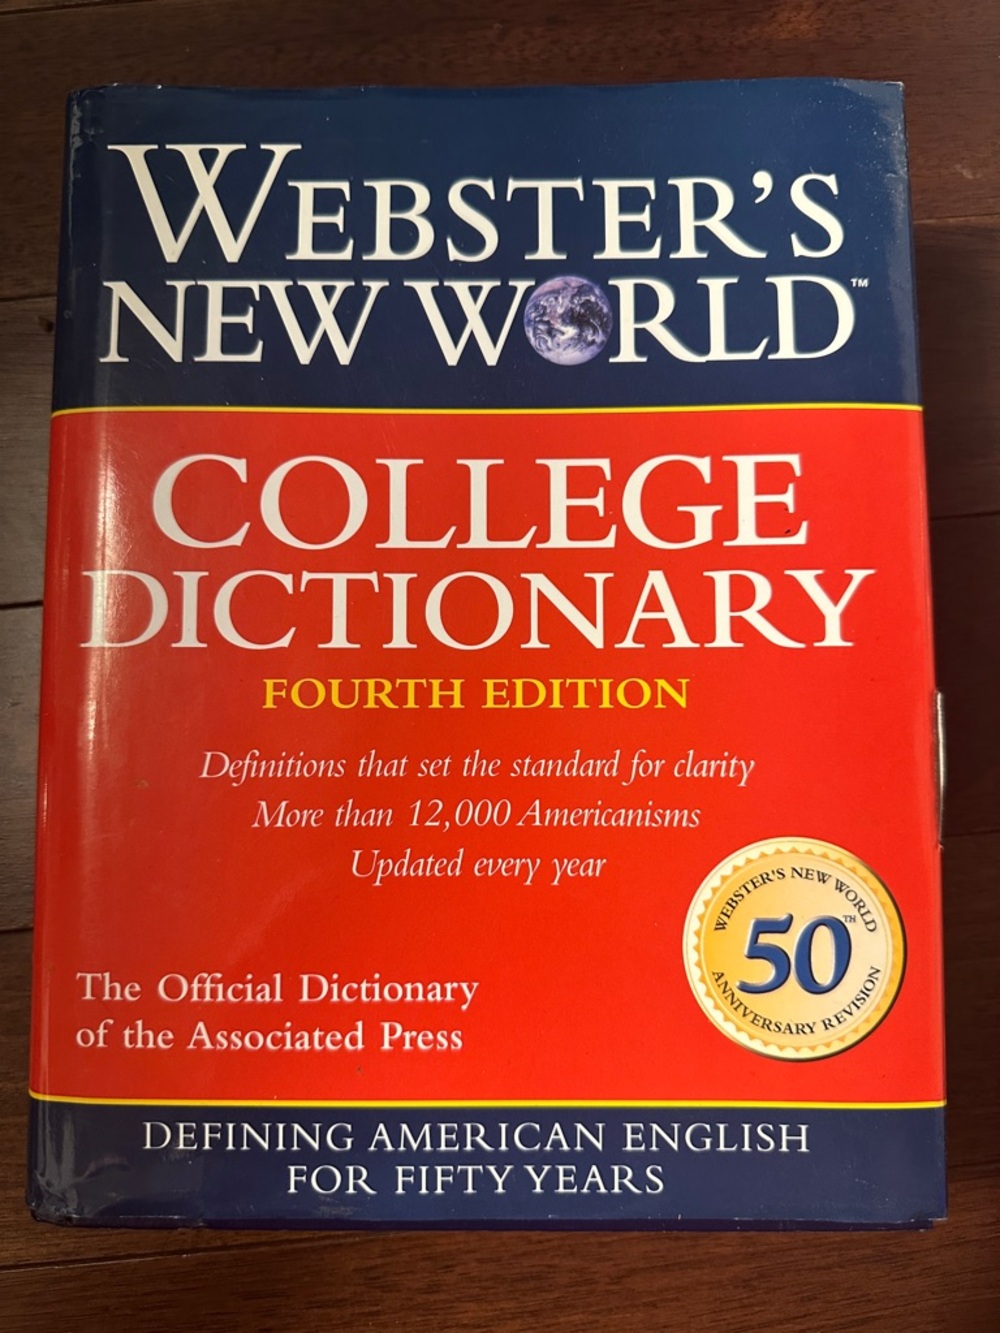 WEBSTER'S
NEW WORLD™
COLLEGE
DICTIONARY
FOURTH EDITION
Definitions that set the standard for clarity
More than 12,000 Americanisms
Updated every year
WEBSTER'S NEW WORLD
50TH
ANNIVERSARY REVISION
The Official Dictionary
of the Associated Press
DEFINING AMERICAN ENGLISH
FOR FIFTY YEARS